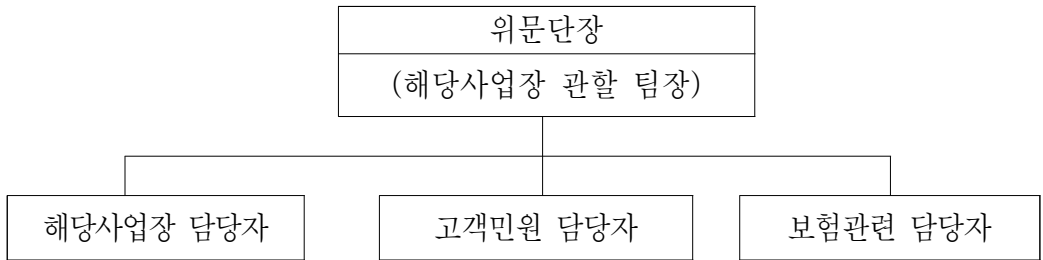 위문단장
(해당사업장 관할 팀장)
해당사업장 담당자
고객민원 담당자
보험관련 담당자